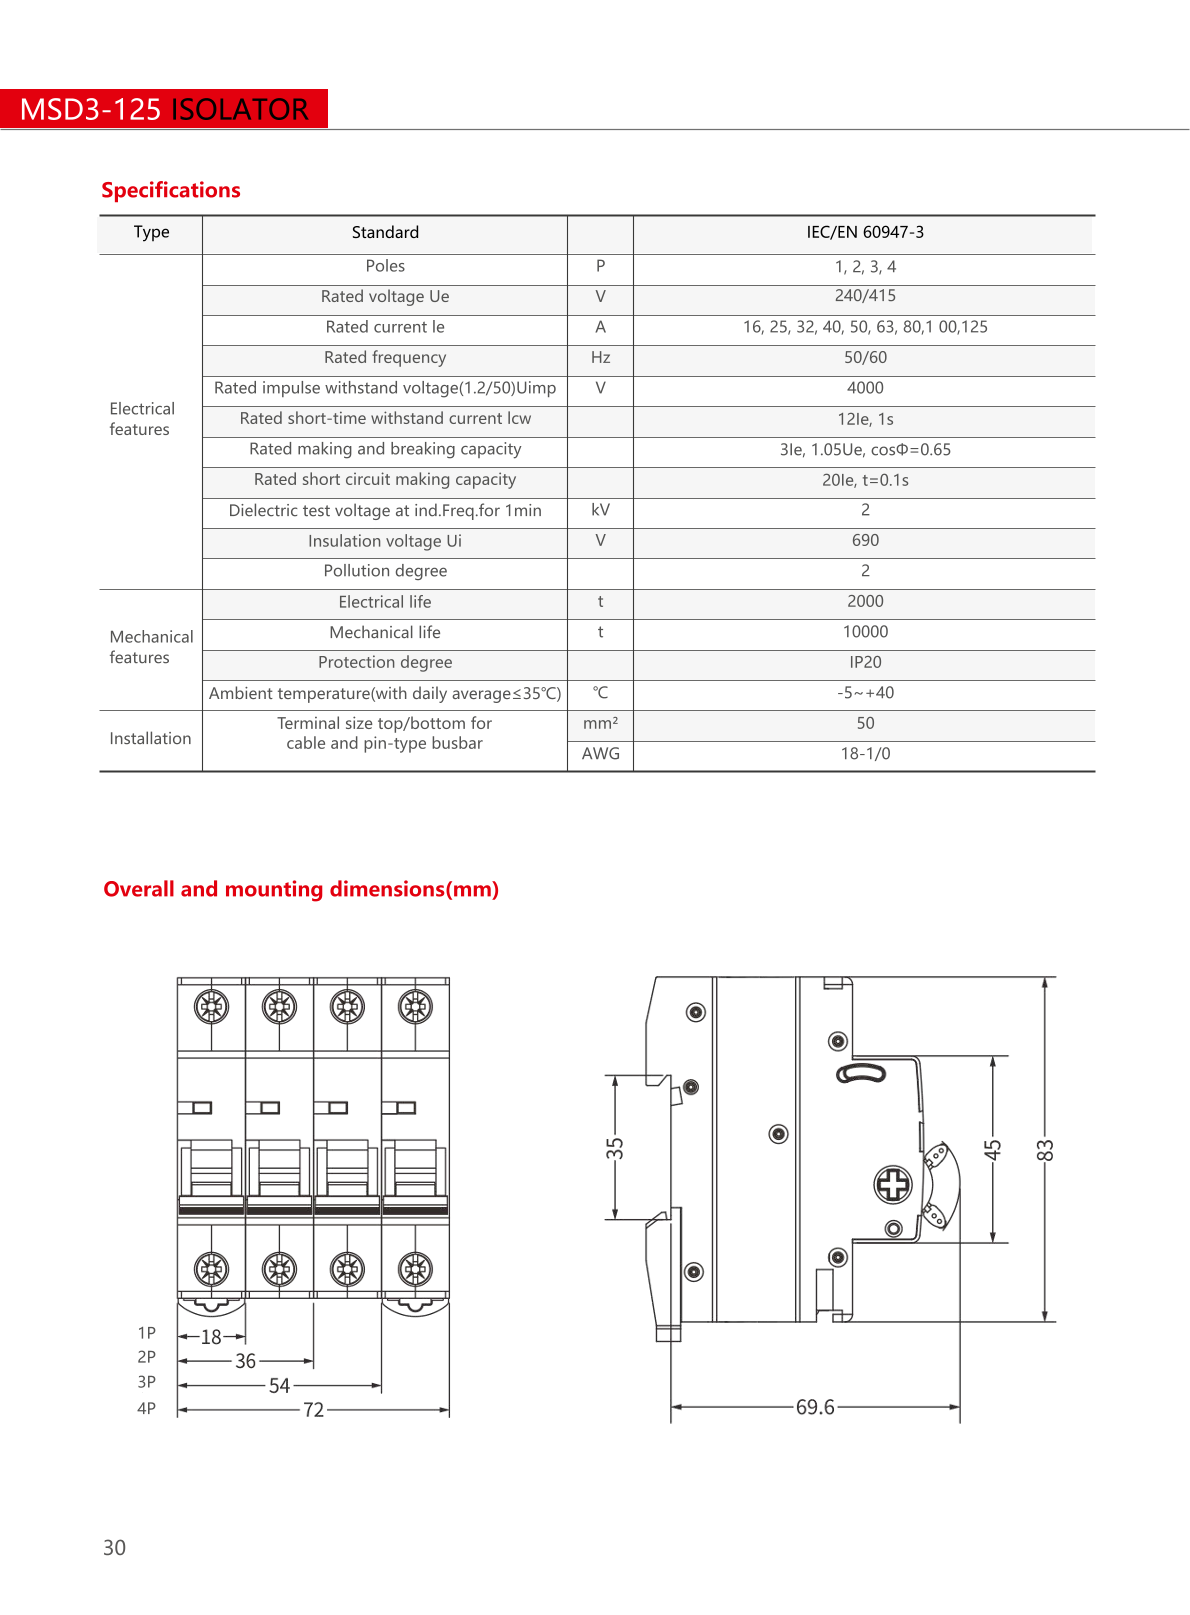 MSD3-125 ISOLATOR
Specifications
Type Standard IEC/EN 60947-3
Electrical
features
Poles P 1, 2, 3, 4
Rated voltage Ue V 240/415
Rated current le A 16, 25, 32, 40, 50, 63, 80,1 00,125
Rated frequency Hz 50/60
Rated impulse withstand voltage(1.2/50)Uimp V 4000
Rated short-time withstand current lcw 12le, 1s
Rated making and breaking capacity 3le, 1.05Ue, cosΦ=0.65
Rated short circuit making capacity 20le, t=0.1s
Dielectric test voltage at ind.Freq.for 1min kV 2
Insulation voltage Ui V 690
Pollution degree 2
Mechanical
features
Electrical life t 2000
Mechanical life t 10000
Protection degree IP20
Ambient temperature(with daily average≤35℃) ℃ -5~+40
Installation
Terminal size top/bottom for
cable and pin-type busbar
mm² 50
AWG 18-1/0
Overall and mounting dimensions(mm)
1P 18
2P 36
3P 54
4P 72
35
45
83
69.6
30